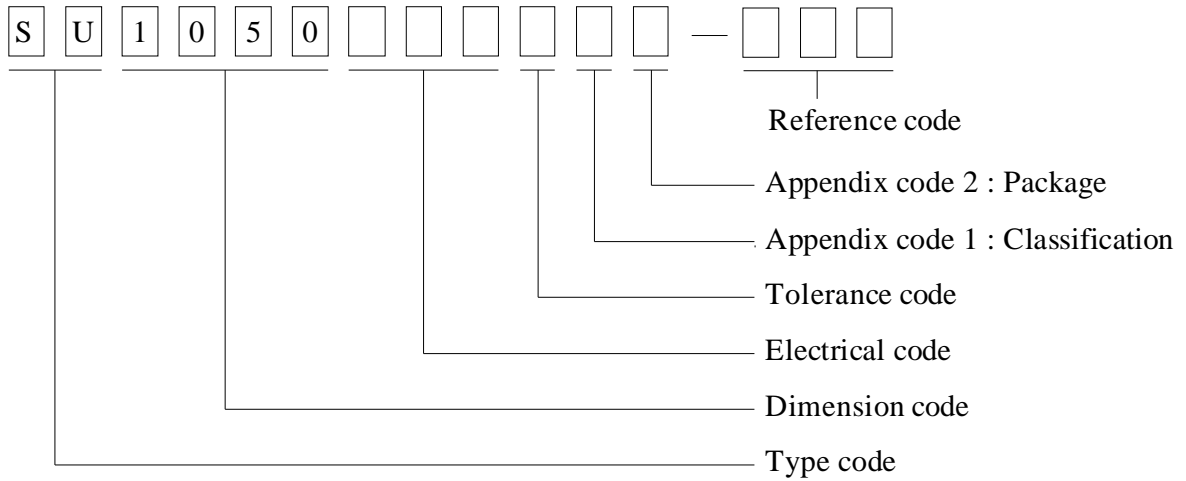 S U 1 0 5 0 —
Reference code
Appendix code 2 : Package
Appendix code 1 : Classification
Tolerance code
Electrical code
Dimension code
Type code